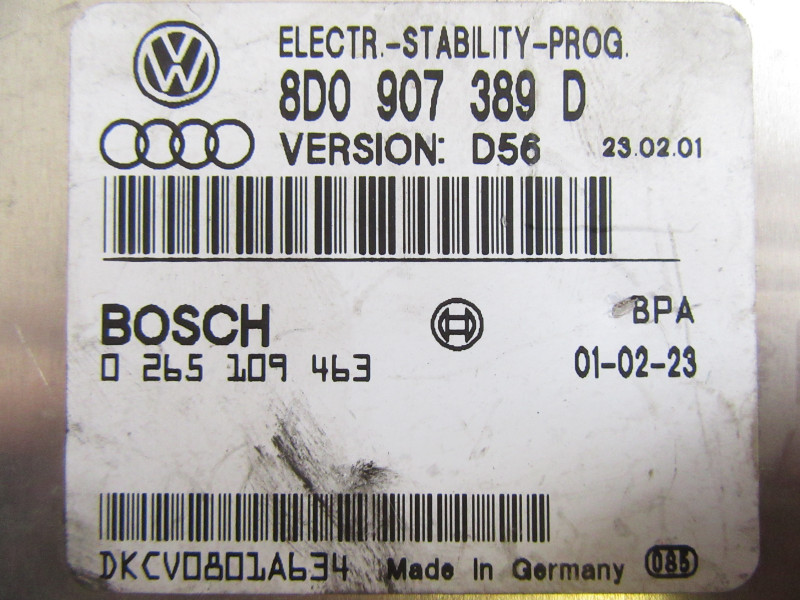 ELECTR.-STABILITY-PROG.
8D0 907 389 D
VERSION: D56 23.02.01
BOSCH
BPA
0 265 109 463
01-02-23
DKCV0801A634 Made In Germany 085